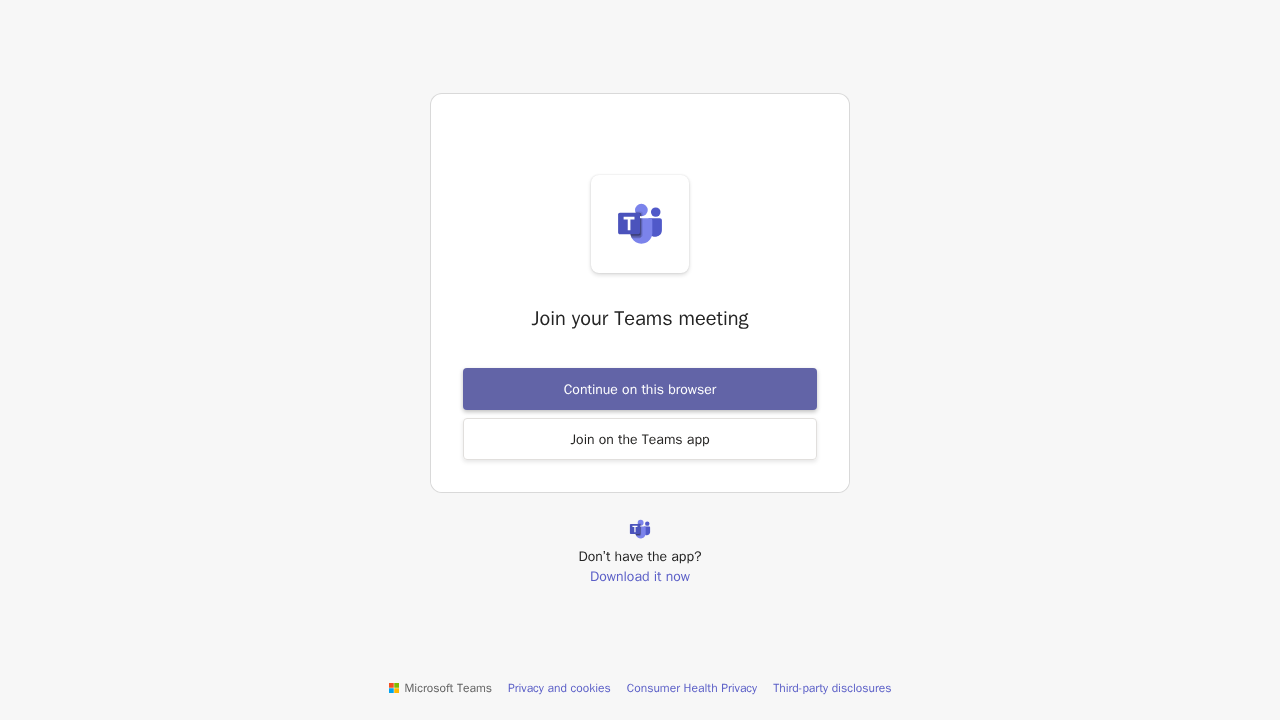 T
Join your Teams meeting
Continue on this browser
Join on the Teams app
T
Don't have the app?
Download it now
Microsoft Teams Privacy and cookies Consumer Health Privacy Third-party disclosures